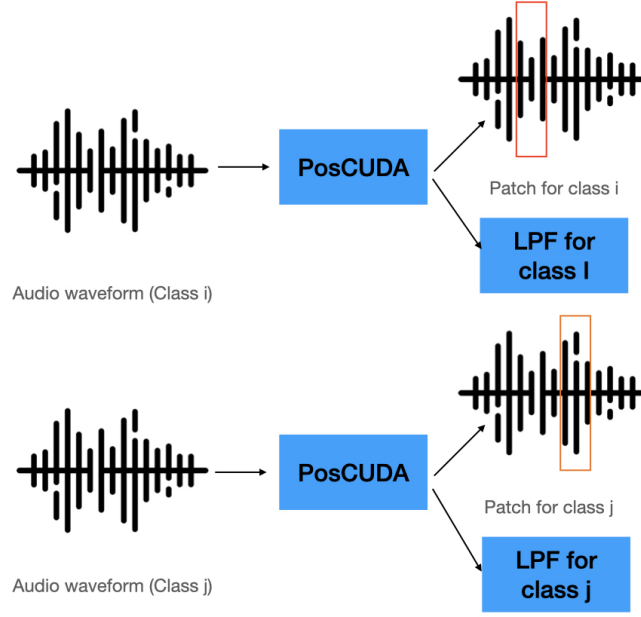 PosCUDA
Patch for class i
LPF for
class I
Audio waveform (Class i)
PosCUDA
Patch for class j
LPF for
class j
Audio waveform (Class j)